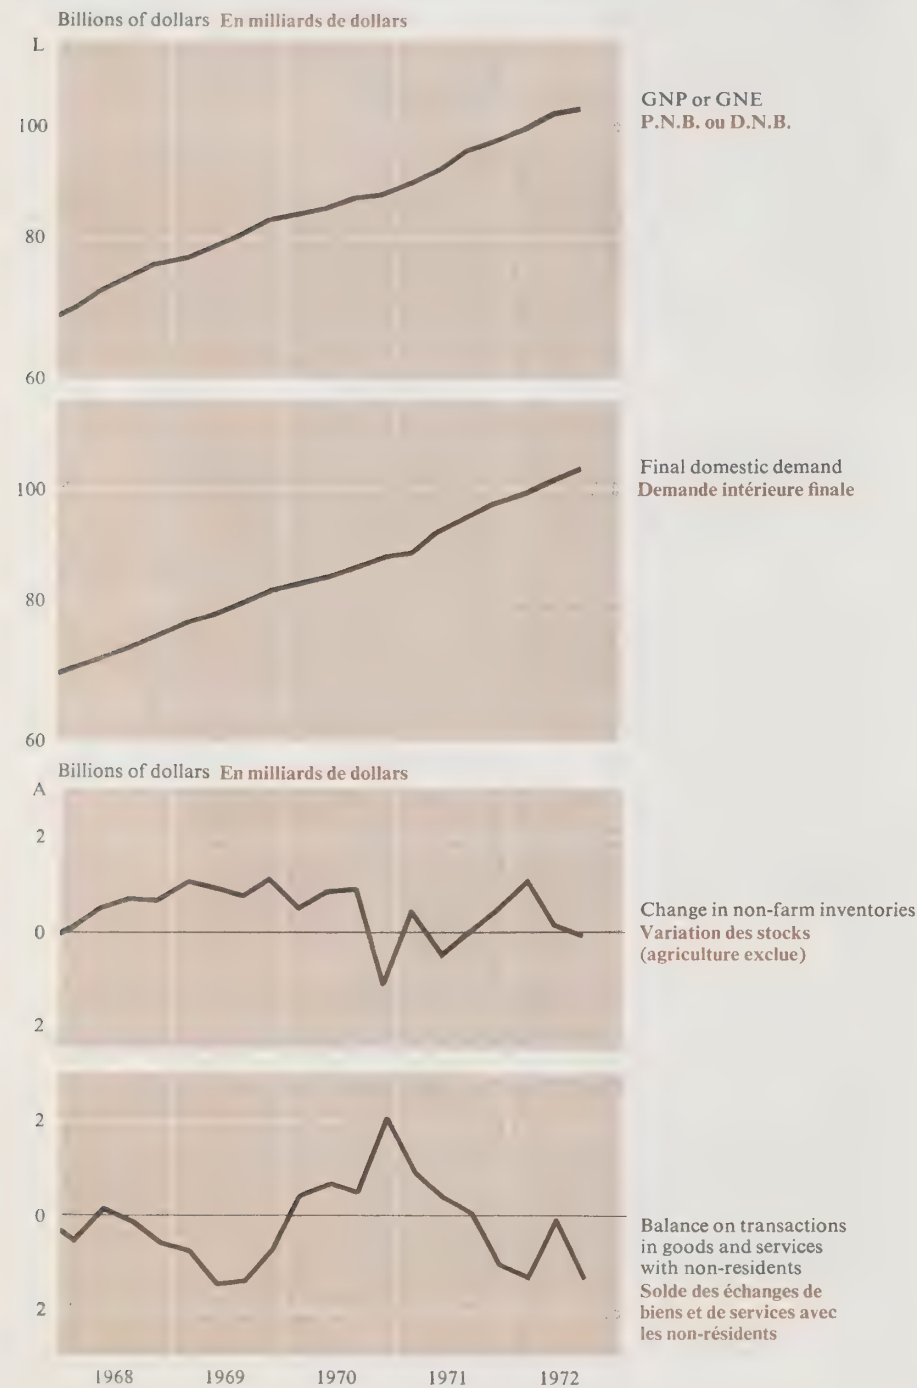 Billions of dollars En milliards de dollars
L
100
80
60
GNP or GNE
P.N.B. ou D.N.B.
100
80
60
Final domestic demand
Demande intérieure finale
Billions of dollars En milliards de dollars
A
2
0
2
Change in non-farm inventories
Variation des stocks
(agriculture exclue)
2
0
2
Balance on transactions
in goods and services
with non-residents
Solde des échanges de
biens et de services avec
les non-résidents
1968 1969 1970 1971 1972